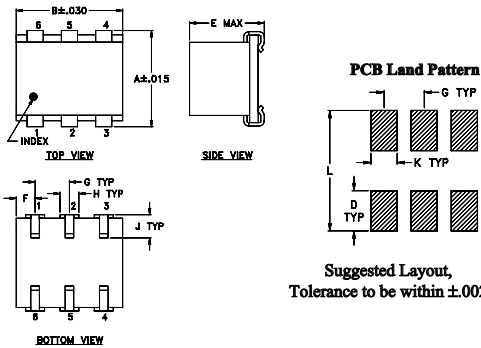 B±.030
E MAX
6 5 4
A±.015
INDEX
1 2 3
TOP VIEW
SIDE VIEW
PCB Land Pattern
G TYP
K TYP
L
D
TYP
Suggested Layout,
Tolerance to be within ±.002
G TYP
H TYP
F
1 2 3
J TYP
6 5 4
BOTTOM VIEW